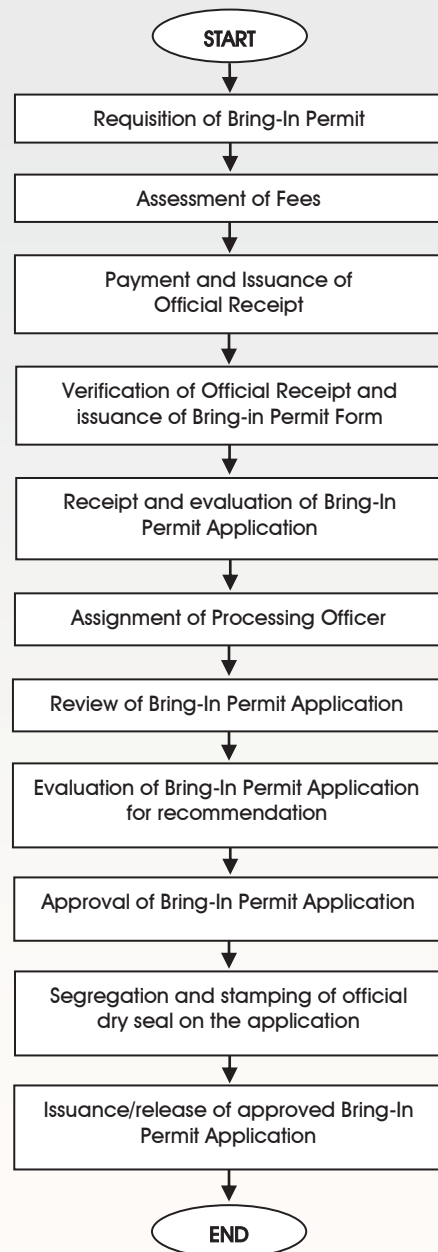 START
Requisition of Bring-In Permit
Assessment of Fees
Payment and Issuance of
Official Receipt
Verification of Official Receipt and
issuance of Bring-in Permit Form
Receipt and evaluation of Bring-In
Permit Application
Assignment of Processing Officer
Review of Bring-In Permit Application
Evaluation of Bring-In Permit Application
for recommendation
Approval of Bring-In Permit Application
Segregation and stamping of official
dry seal on the application
Issuance/release of approved Bring-In
Permit Application
END